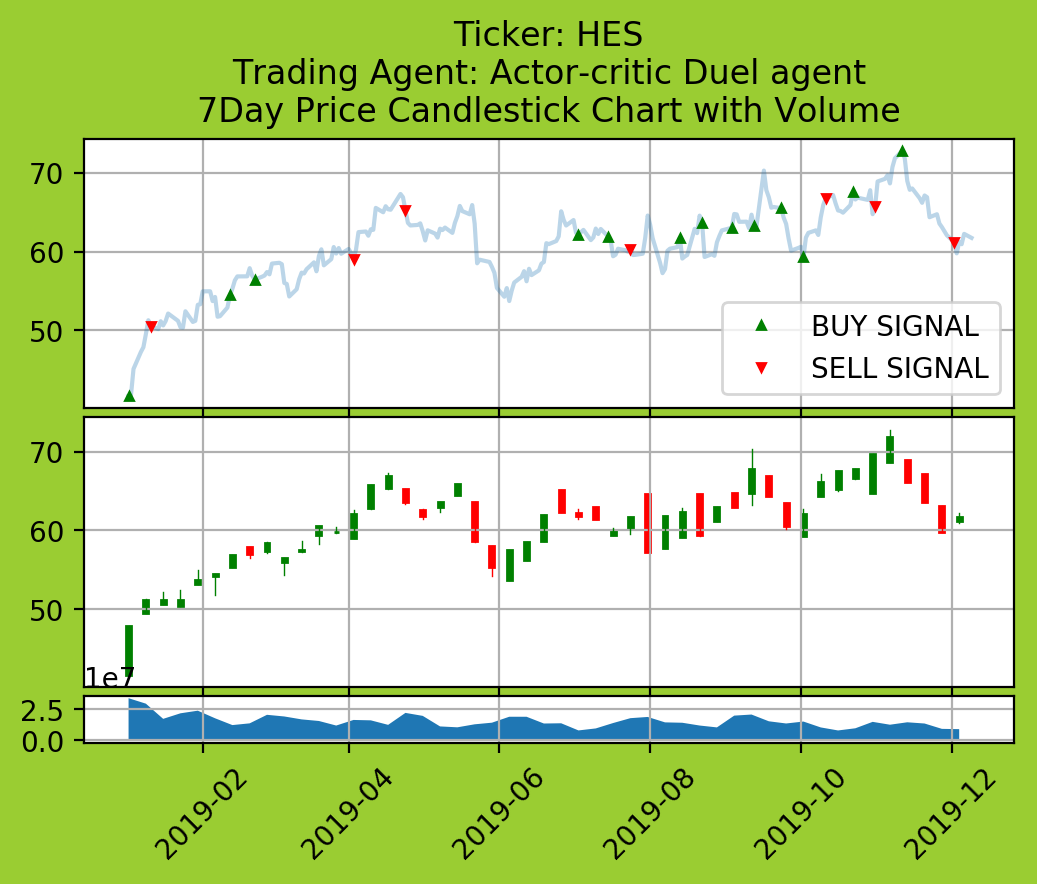 Ticker: HES
Trading Agent: Actor-critic Duel agent
7Day Price Candlestick Chart with Volume
70
60
50
BUY SIGNAL
SELL SIGNAL
70
60
50
1e7
2.5
0.0
2019-02
2019-04
2019-06
2019-08
2019-10
2019-12